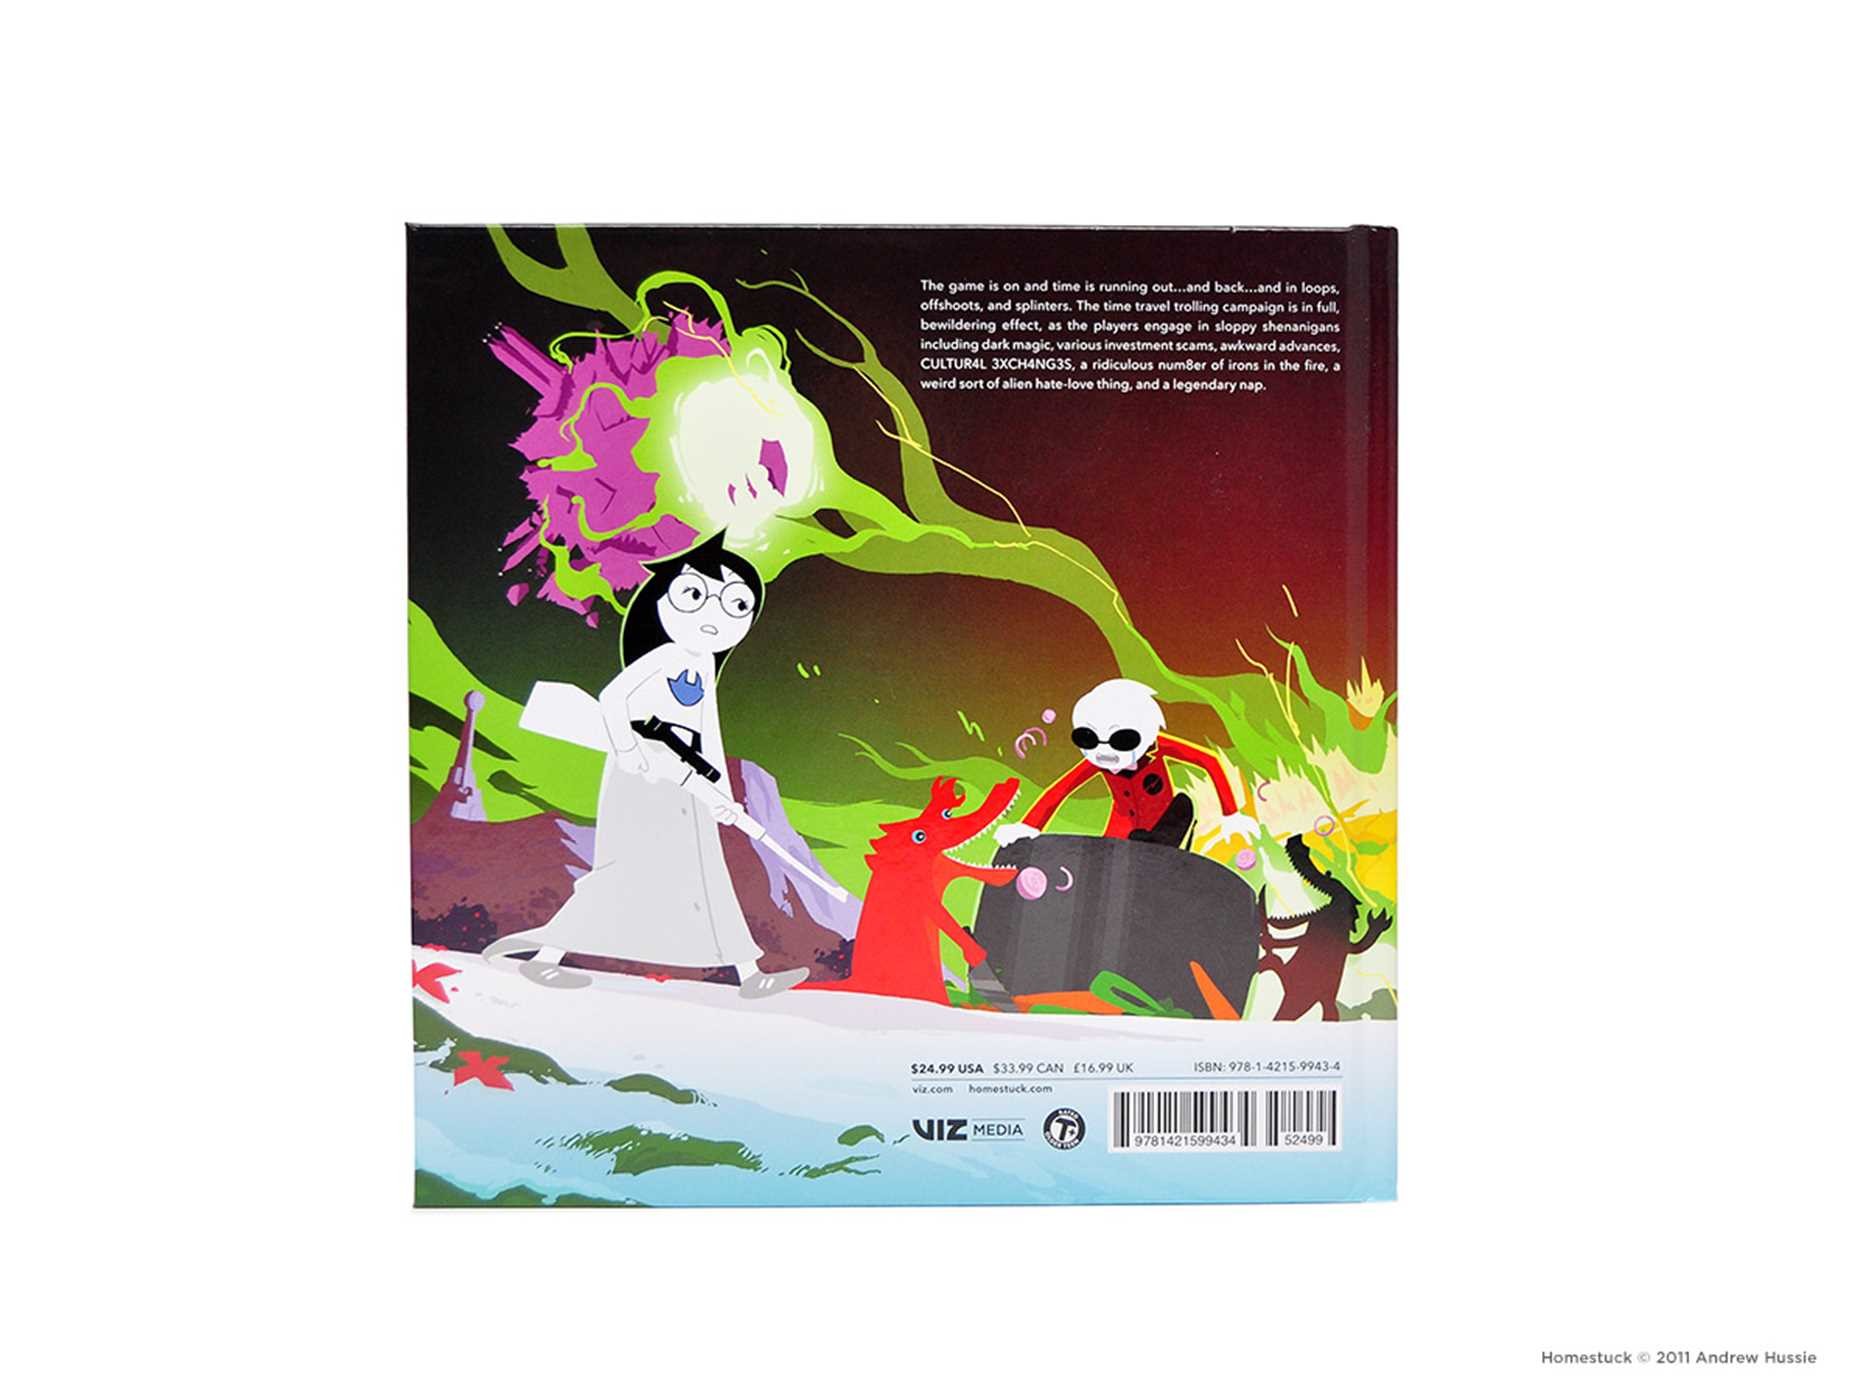 The game is on and time is running out...and back...and in loops,
offshoots, and splinters. The time travel trolling campaign is in full,
bewildering effect, as the players engage in sloppy shenanigans
including dark magic, various investment scams, awkward advances,
CULTUR4L 3XCH4NG3S, a ridiculous num8er of irons in the fire, a
weird sort of alien hate-love thing, and a legendary nap.
$24.99 USA $33.99 CAN £16.99 UK
ISBN: 978-1-4215-9943-4
viz.com homestuck.com
VIZ MEDIA
RATED T+ OLDER TEEN
9781421599434 52499
Homestuck © 2011 Andrew Hussie